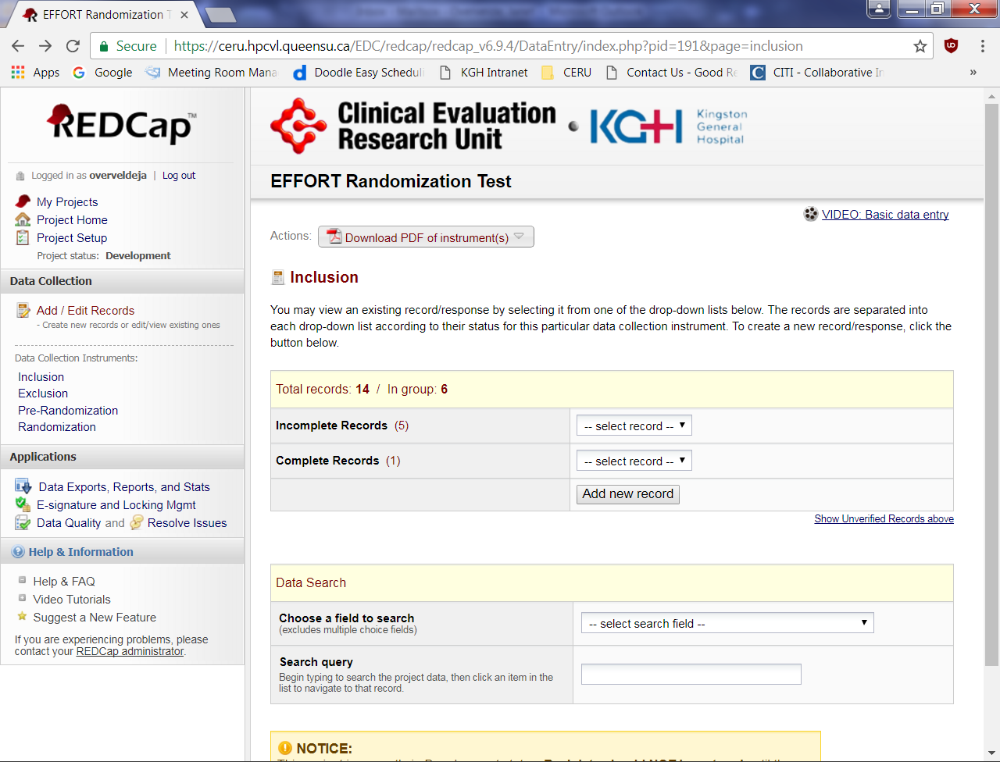 EFFORT Randomization T
Secure
https://ceru.hpcvl.queensu.ca/EDC/redcap/redcap_v6.9.4/DataEntry/index.php?pid=191&page=inclusion
Apps Google Meeting Room Mana Doodle Easy Scheduli KGH Intranet CERU Contact Us - Good Re CITI - Collaborative In »
REDCap™
Logged in as overveldeja | Log out
My Projects
Project Home
Project Setup
Project status: Development
Data Collection
Add / Edit Records
- Create new records or edit/view existing ones
Data Collection Instruments:
Inclusion
Exclusion
Pre-Randomization
Randomization
Applications
Data Exports, Reports, and Stats
E-signature and Locking Mgmt
Data Quality and Resolve Issues
Help & Information
Help & FAQ
Video Tutorials
Suggest a New Feature
If you are experiencing problems, please
contact your REDCap administrator.
Clinical Evaluation
Research Unit
KGH
Kingston
General
Hospital
EFFORT Randomization Test
VIDEO: Basic data entry
Actions: Download PDF of instrument(s)
Inclusion
You may view an existing record/response by selecting it from one of the drop-down lists below. The records are separated into
each drop-down list according to their status for this particular data collection instrument. To create a new record/response, click the
button below.
Total records: 14 / In group: 6
Incomplete Records (5) -- select record --
Complete Records (1) -- select record --
Add new record
Show Unverified Records above
Data Search
Choose a field to search
(excludes multiple choice fields)
-- select search field --
Search query
Begin typing to search the project data, then click an item in the
list to navigate to that record.
NOTICE: